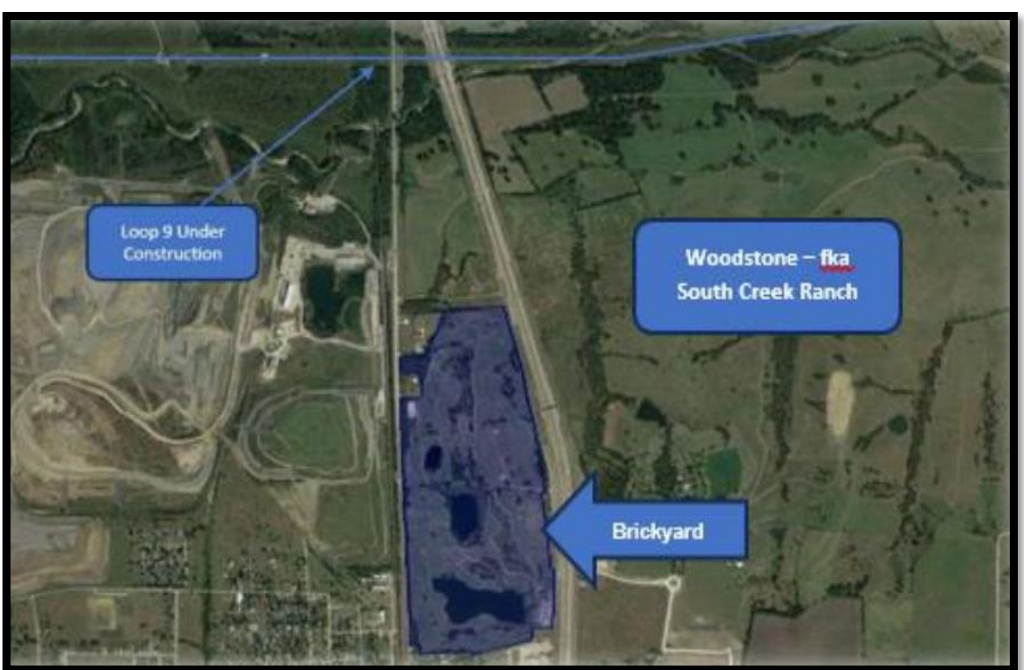 Loop 9 Under
Construction
Woodstone – fka
South Creek Ranch
Brickyard